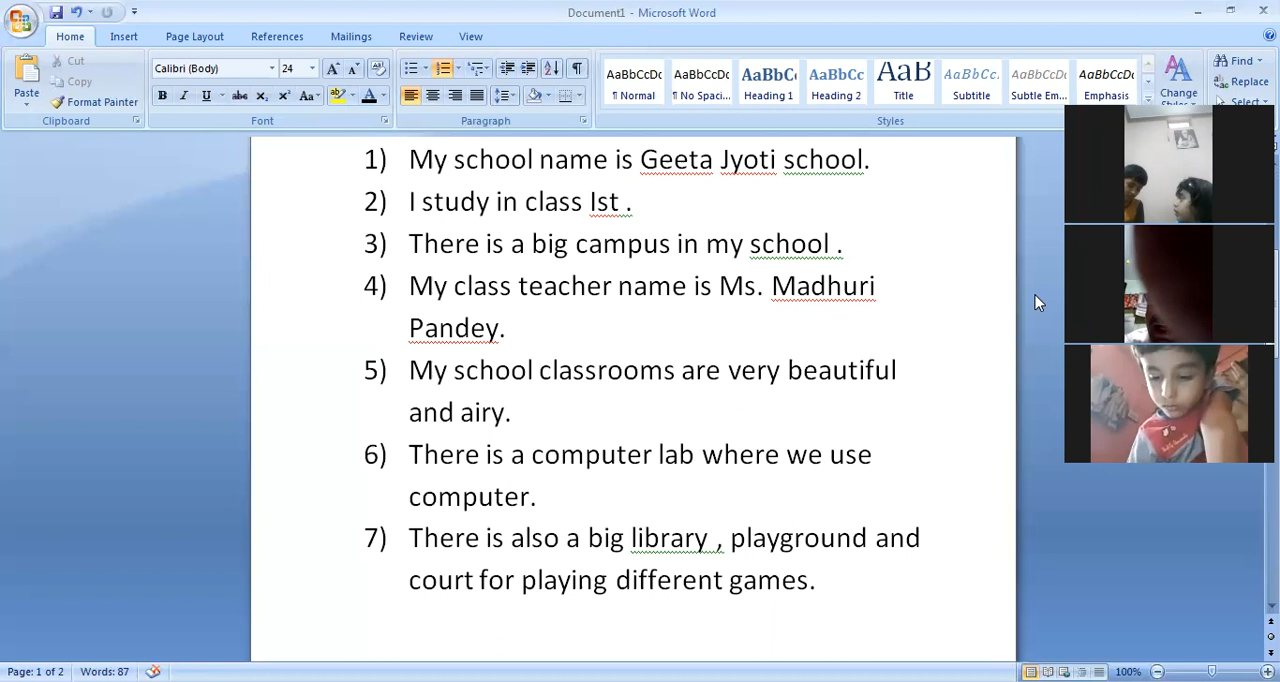 Document1 - Microsoft Word
Home Insert Page Layout References Mailings Review View
Cut
Copy
Paste
Format Painter
Clipboard
Calibri (Body) 24
Font
Paragraph
AaBbCcDc AaBbCcDc AaBbC AaBbCc AaB AaBbCc. AaBbCcDc AaBbCcDc
¶ Normal ¶ No Spaci... Heading 1 Heading 2 Title Subtitle Subtle Em... Emphasis
Styles
Change
Styles
Find
Replace
Select
1) My school name is Geeta Jyoti school.
2) I study in class Ist .
3) There is a big campus in my school .
4) My class teacher name is Ms. Madhuri
Pandey.
5) My school classrooms are very beautiful
and airy.
6) There is a computer lab where we use
computer.
7) There is also a big library , playground and
court for playing different games.
Page: 1 of 2 Words: 87 100%